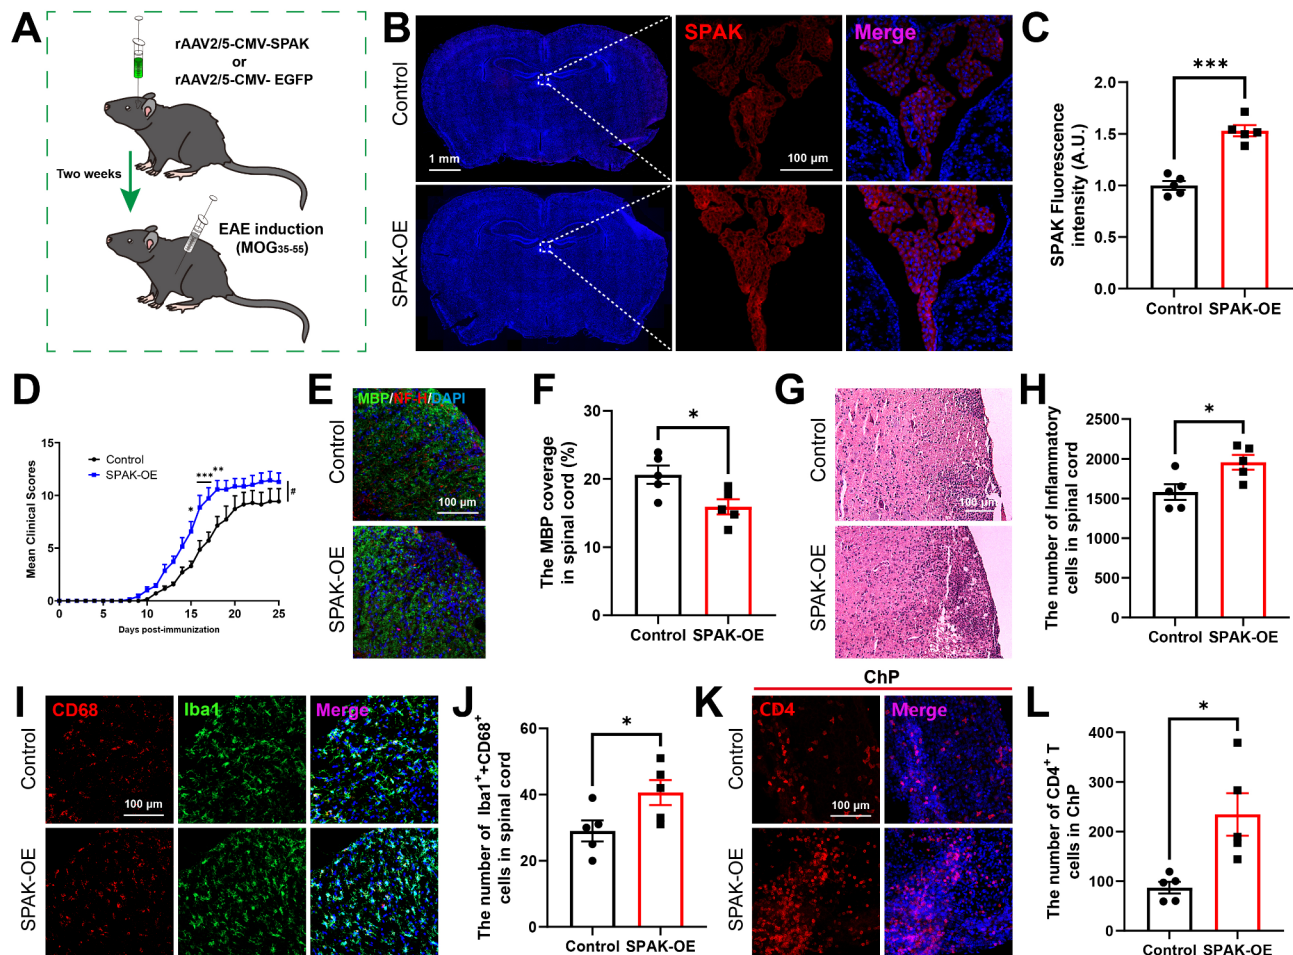 A
rAAV2/5-CMV-SPAK
or
rAAV2/5-CMV- EGFP
Two weeks
EAE induction
(MOG35-55)
B
SPAK
Merge
Control
1 mm
100 μm
SPAK-OE
C
***
SPAK Fluorescence
intensity (A.U.)
2.0
1.5
1.0
0.5
0.0
Control
SPAK-OE
D
Mean Clinical Scores
15
10
5
0
Control
SPAK-OE
*
***
**
#
0
5
10
15
20
25
Days post-immunization
E
MBP/NF-H/DAPI
Control
100 μm
SPAK-OE
F
*
The MBP coverage
in spinal cord (%)
30
20
10
0
Control
SPAK-OE
G
Control
100 μm
SPAK-OE
H
*
The number of Inflammatory
cells in spinal cord
2500
2000
1500
1000
500
0
Control
SPAK-OE
I
CD68
Iba1
Merge
Control
100 μm
SPAK-OE
J
*
The number of Iba1+CD68+
cells in spinal cord
60
40
20
0
Control
SPAK-OE
K
ChP
CD4
Merge
Control
100 μm
SPAK-OE
L
*
The number of CD4+ T
cells in ChP
400
300
200
100
0
Control
SPAK-OE